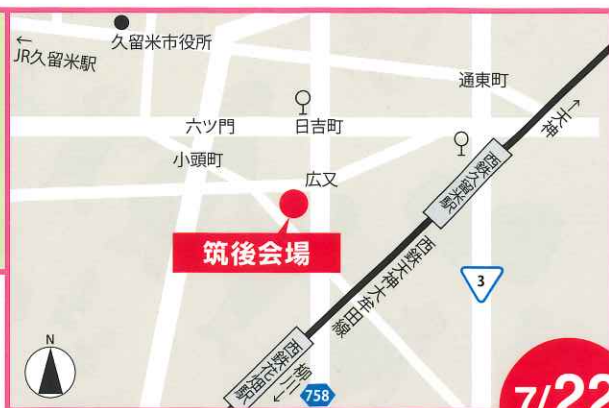 久留米市役所
←
JR久留米駅
通東町
→天神
六ツ門
日吉町
小頭町
西鉄久留米駅
広又
筑後会場
西鉄天神大牟田線
3
N
西鉄花畑駅
柳川←
758
7/22